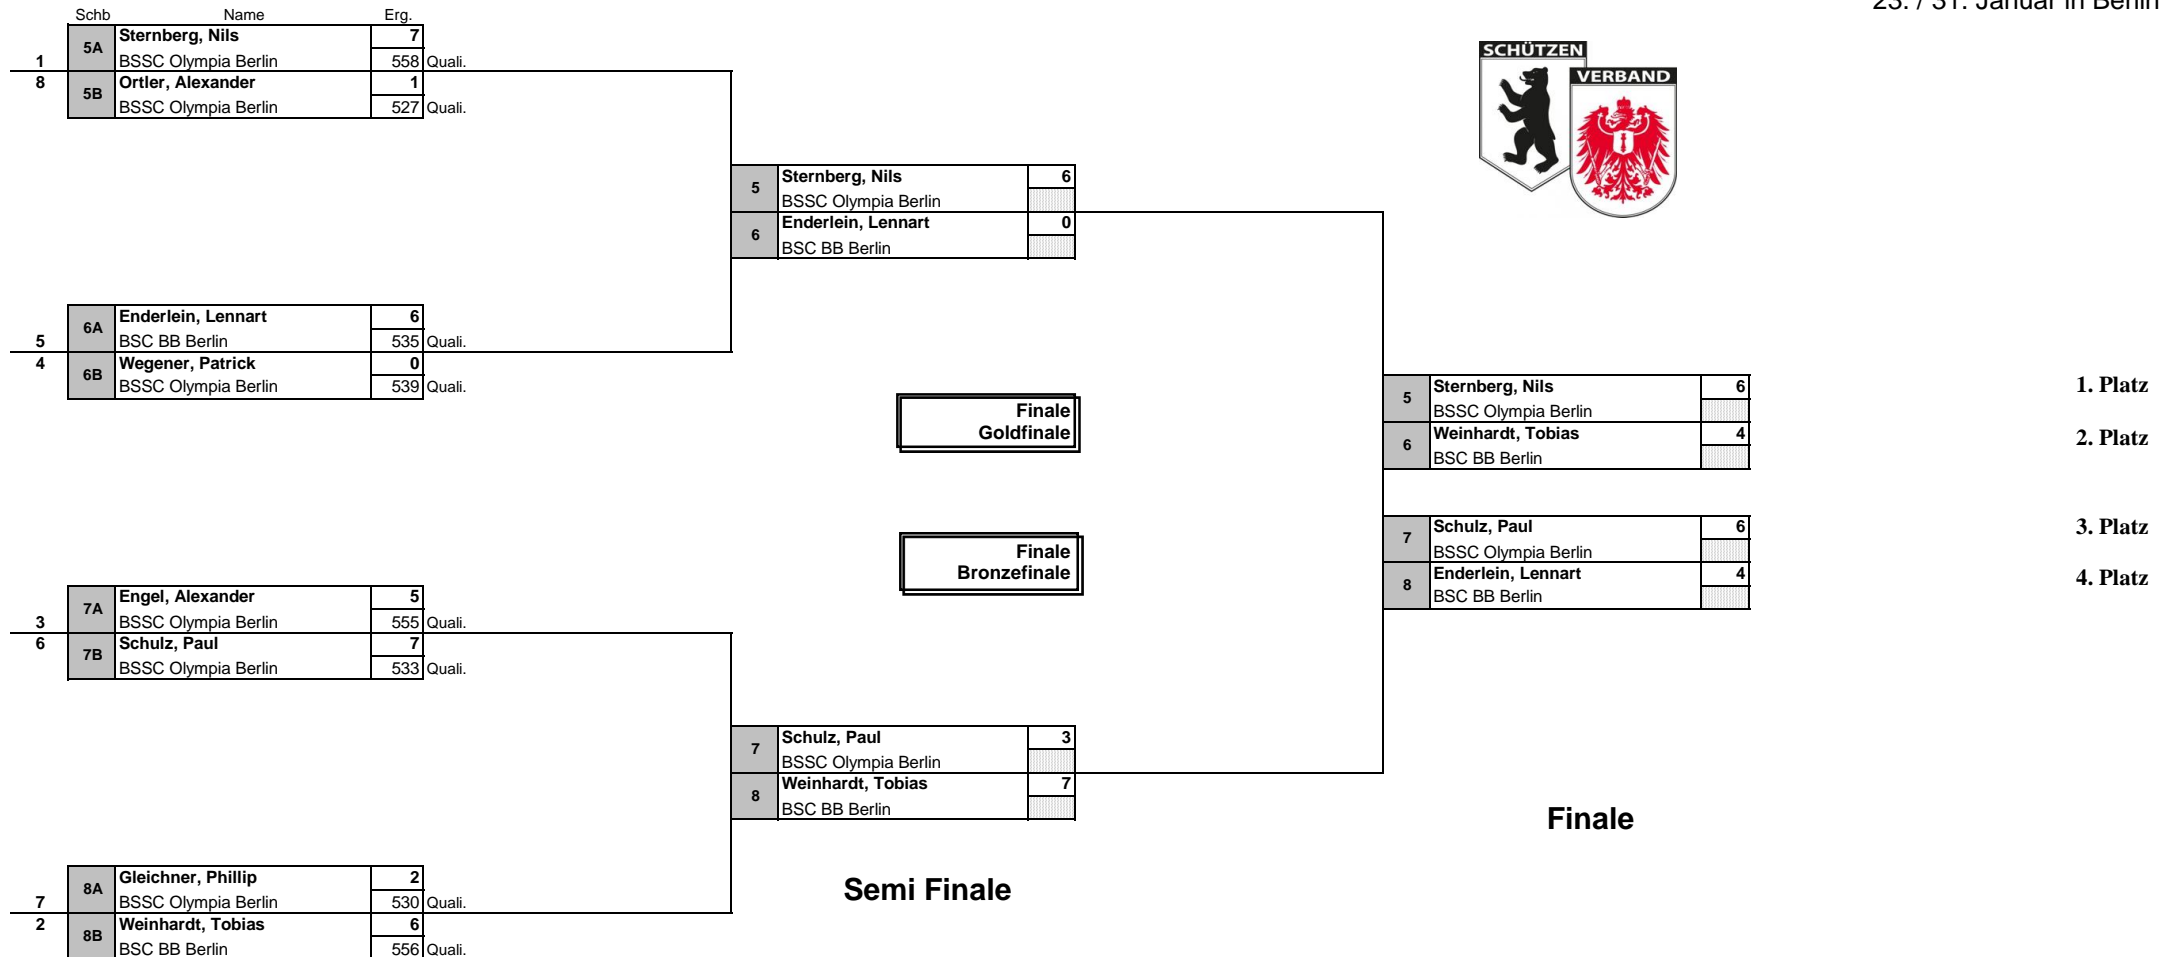 23. / 31. Januar in Berlin
Schb Name Erg.
SCHÜTZEN
VERBAND
5A Sternberg, Nils 7
1 BSSC Olympia Berlin 558 Quali.
8 5B Ortler, Alexander 1
BSSC Olympia Berlin 527 Quali.
5 Sternberg, Nils 6
BSSC Olympia Berlin
6 Enderlein, Lennart 0
BSC BB Berlin
6A Enderlein, Lennart 6
5 BSC BB Berlin 535 Quali.
4 6B Wegener, Patrick 0
BSSC Olympia Berlin 539 Quali.
5 Sternberg, Nils 6 1. Platz
BSSC Olympia Berlin
6 Weinhardt, Tobias 4 2. Platz
BSC BB Berlin
Finale
Goldfinale
7 Schulz, Paul 6 3. Platz
BSSC Olympia Berlin
8 Enderlein, Lennart 4 4. Platz
BSC BB Berlin
Finale
Bronzefinale
7A Engel, Alexander 5
3 BSSC Olympia Berlin 555 Quali.
6 7B Schulz, Paul 7
BSSC Olympia Berlin 533 Quali.
7 Schulz, Paul 3
BSSC Olympia Berlin
8 Weinhardt, Tobias 7
BSC BB Berlin
Finale
Semi Finale
8A Gleichner, Phillip 2
7 BSSC Olympia Berlin 530 Quali.
2 8B Weinhardt, Tobias 6
BSC BB Berlin 556 Quali.